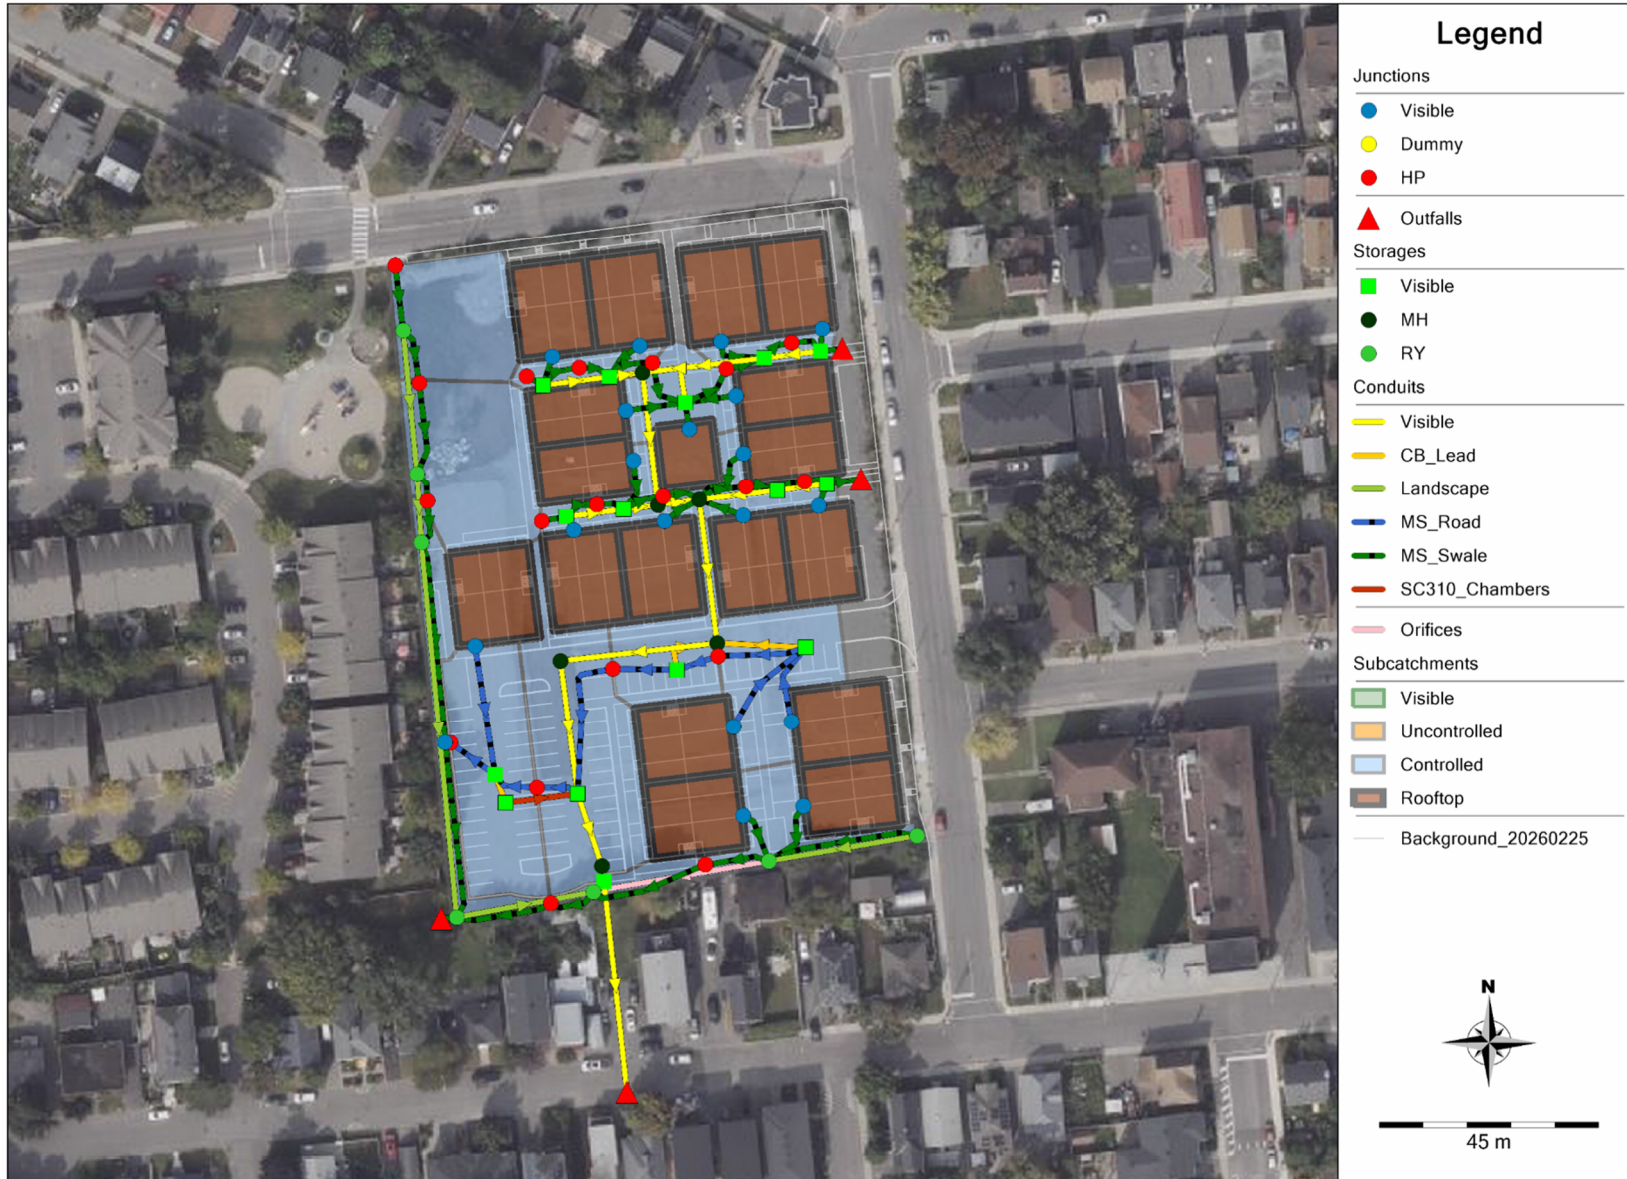 Legend
Junctions
Visible
Dummy
HP
Outfalls
Storages
Visible
MH
RY
Conduits
Visible
CB_Lead
Landscape
MS_Road
MS_Swale
SC310_Chambers
Orifices
Subcatchments
Visible
Uncontrolled
Controlled
Rooftop
Background_20260225
N
45 m